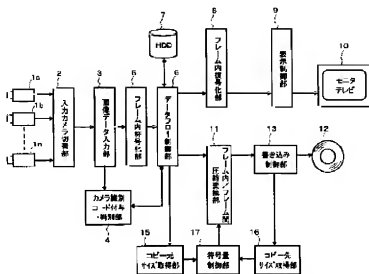 1a
1b
1n
2
入力カメラ切替部
3
画像データ入力部
5
フレーム内符号化部
6
データフロー制御部
7
HDD
8
フレーム内復号化部
9
表示制御部
10
モニタ
テレビ
11
フレーム内/フレーム間
圧縮変換部
13
書き込み
制御部
12
カメラ識別
コード付与
・判別部
4
15
コピー元
サイズ取得部
17
符号量
制御部
16
コピー先
サイズ取得部